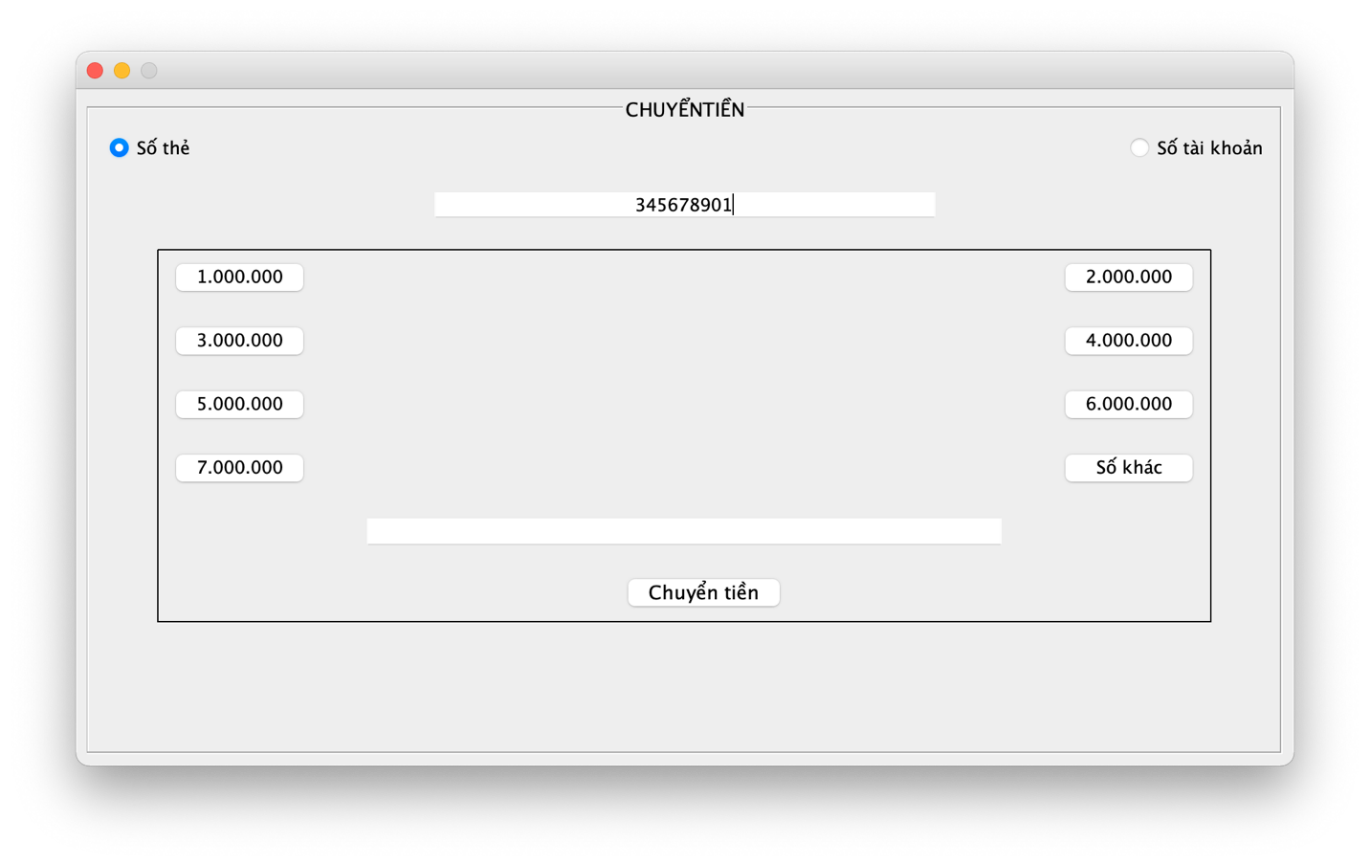 CHUYỂNTIỀN
Số thẻ Số tài khoản
345678901
1.000.000 2.000.000
3.000.000 4.000.000
5.000.000 6.000.000
7.000.000 Số khác
Chuyển tiền